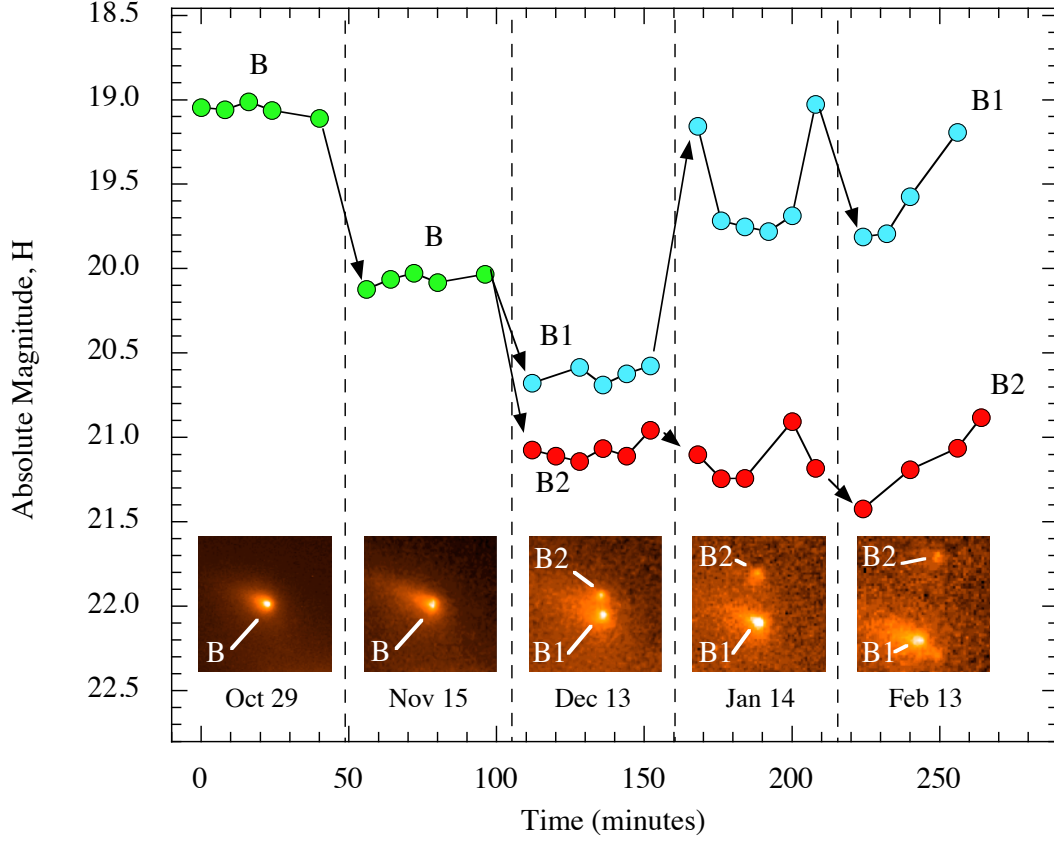 18.5
19.0
19.5
20.0
20.5
21.0
21.5
22.0
22.5
Absolute Magnitude, H
B
B
B1
B2
B1
B2
B
B
B2
B1
B2
B1
B2
B1
Oct 29
Nov 15
Dec 13
Jan 14
Feb 13
0
50
100
150
200
250
Time (minutes)